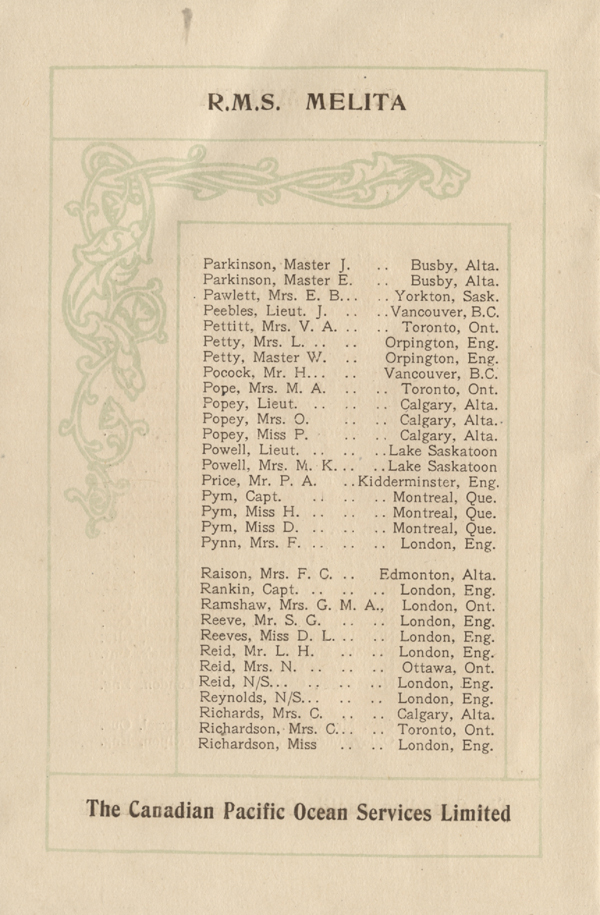 R.M.S. MELITA
Parkinson, Master J. .. Busby, Alta.
Parkinson, Master E. .. Busby, Alta.
Pawlett, Mrs. E. B... .. Yorkton, Sask.
Peebles, Lieut. J. .. ..Vancouver, B.C.
Pettitt, Mrs. V. A. .. .. Toronto, Ont.
Petty, Mrs. L. .. .. Orpington, Eng.
Petty, Master W. .. Orpington, Eng.
Pocock, Mr. H... .. Vancouver, B.C.
Pope, Mrs. M. A. .. .. Toronto, Ont.
Popey, Lieut. .. .. .. Calgary, Alta.
Popey, Mrs. O. .. .. Calgary, Alta.
Popey, Miss P. .. .. Calgary, Alta.
Powell, Lieut. .. .. ..Lake Saskatoon
Powell, Mrs. M. K... ..Lake Saskatoon
Price, Mr. P. A. ..Kidderminster, Eng.
Pym, Capt. .. .. .. Montreal, Que.
Pym, Miss H. .. .. .. Montreal, Que.
Pym, Miss D. .. .. .. Montreal, Que.
Pynn, Mrs. F. .. .. .. London, Eng.
Raison, Mrs. F. C. .. Edmonton, Alta.
Rankin, Capt. .. .. .. London, Eng.
Ramshaw, Mrs. G. M. A., London, Ont.
Reeve, Mr. S. G. .. .. London, Eng.
Reeves, Miss D. L. .. .. London, Eng.
Reid, Mr. L. H. .. .. London, Eng.
Reid, Mrs. N. .. .. .. Ottawa, Ont.
Reid, N/S... .. .. .. London, Eng.
Reynolds, N/S... .. .. London, Eng.
Richards, Mrs. C. .. .. Calgary, Alta.
Richardson, Mrs. C... .. Toronto, Ont.
Richardson, Miss .. .. London, Eng.
The Canadian Pacific Ocean Services Limited